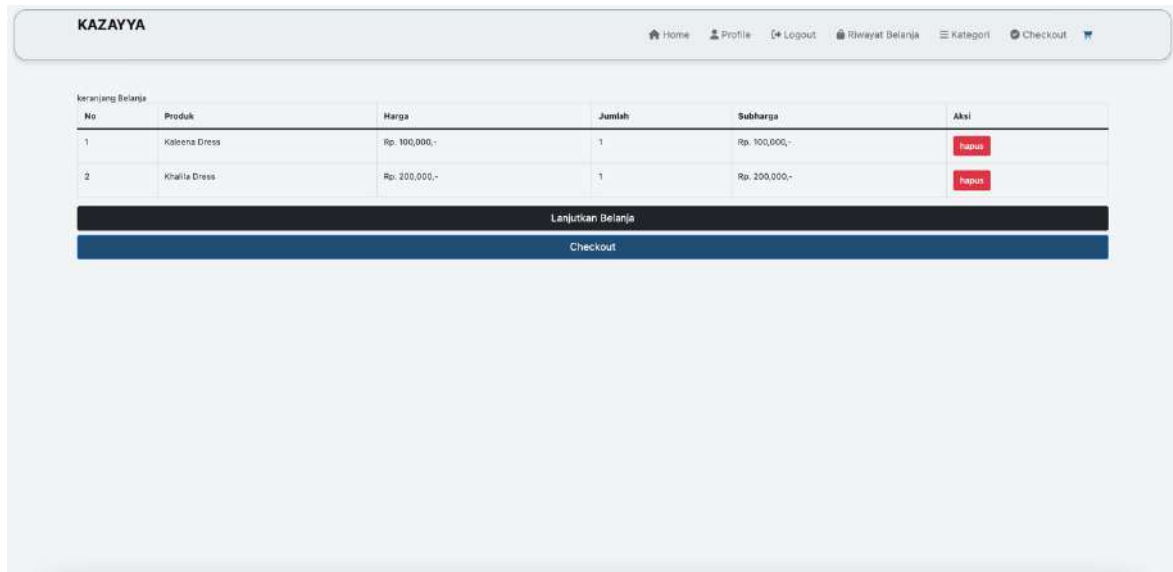 KAZAYYA
Home Profile Logout Riwayat Belanja Kategori Checkout
keranjang Belanja
No Produk Harga Jumlah Subharga Aksi
1 Kaleena Dress Rp. 100,000,- 1 Rp. 100,000,- hapus
2 Khalila Dress Rp. 200,000,- 1 Rp. 200,000,- hapus
Lanjutkan Belanja
Checkout